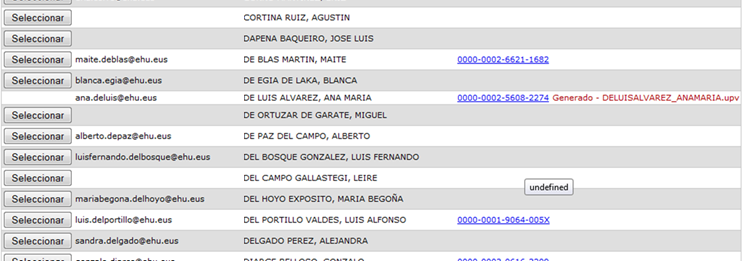 Seleccionar CORTINA RUIZ, AGUSTIN
Seleccionar DAPENA BAQUEIRO, JOSE LUIS
Seleccionar maite.deblas@ehu.eus DE BLAS MARTIN, MAITE 0000-0002-6621-1682
Seleccionar blanca.egia@ehu.eus DE EGIA DE LAKA, BLANCA
ana.deluis@ehu.eus DE LUIS ALVAREZ, ANA MARIA 0000-0002-5608-2274 Generado - DELUISALVAREZ_ANAMARIA.upv
Seleccionar DE ORTUZAR DE GARATE, MIGUEL
Seleccionar alberto.depaz@ehu.eus DE PAZ DEL CAMPO, ALBERTO
Seleccionar luisfernando.delbosque@ehu.eus DEL BOSQUE GONZALEZ, LUIS FERNANDO
Seleccionar DEL CAMPO GALLASTEGI, LEIRE
undefined
Seleccionar mariabegona.delhoyo@ehu.eus DEL HOYO EXPOSITO, MARIA BEGOÑA
Seleccionar luis.delportillo@ehu.eus DEL PORTILLO VALDES, LUIS ALFONSO 0000-0001-9064-005X
Seleccionar sandra.delgado@ehu.eus DELGADO PEREZ, ALEJANDRA